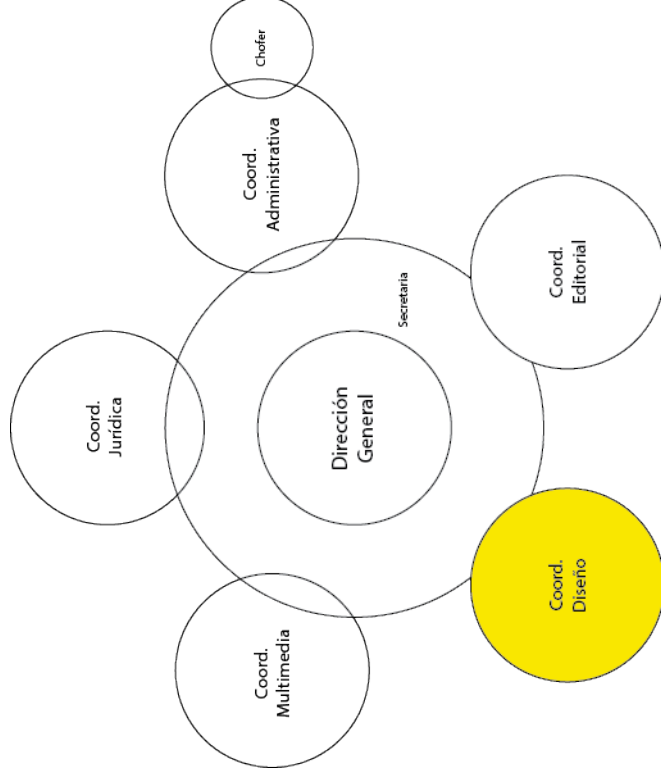 Coord.
Jurídica
Coord.
Multimedia
Coord.
Administrativa
Chofer
Dirección
General
Secretaria
Coord.
Diseño
Coord.
Editorial